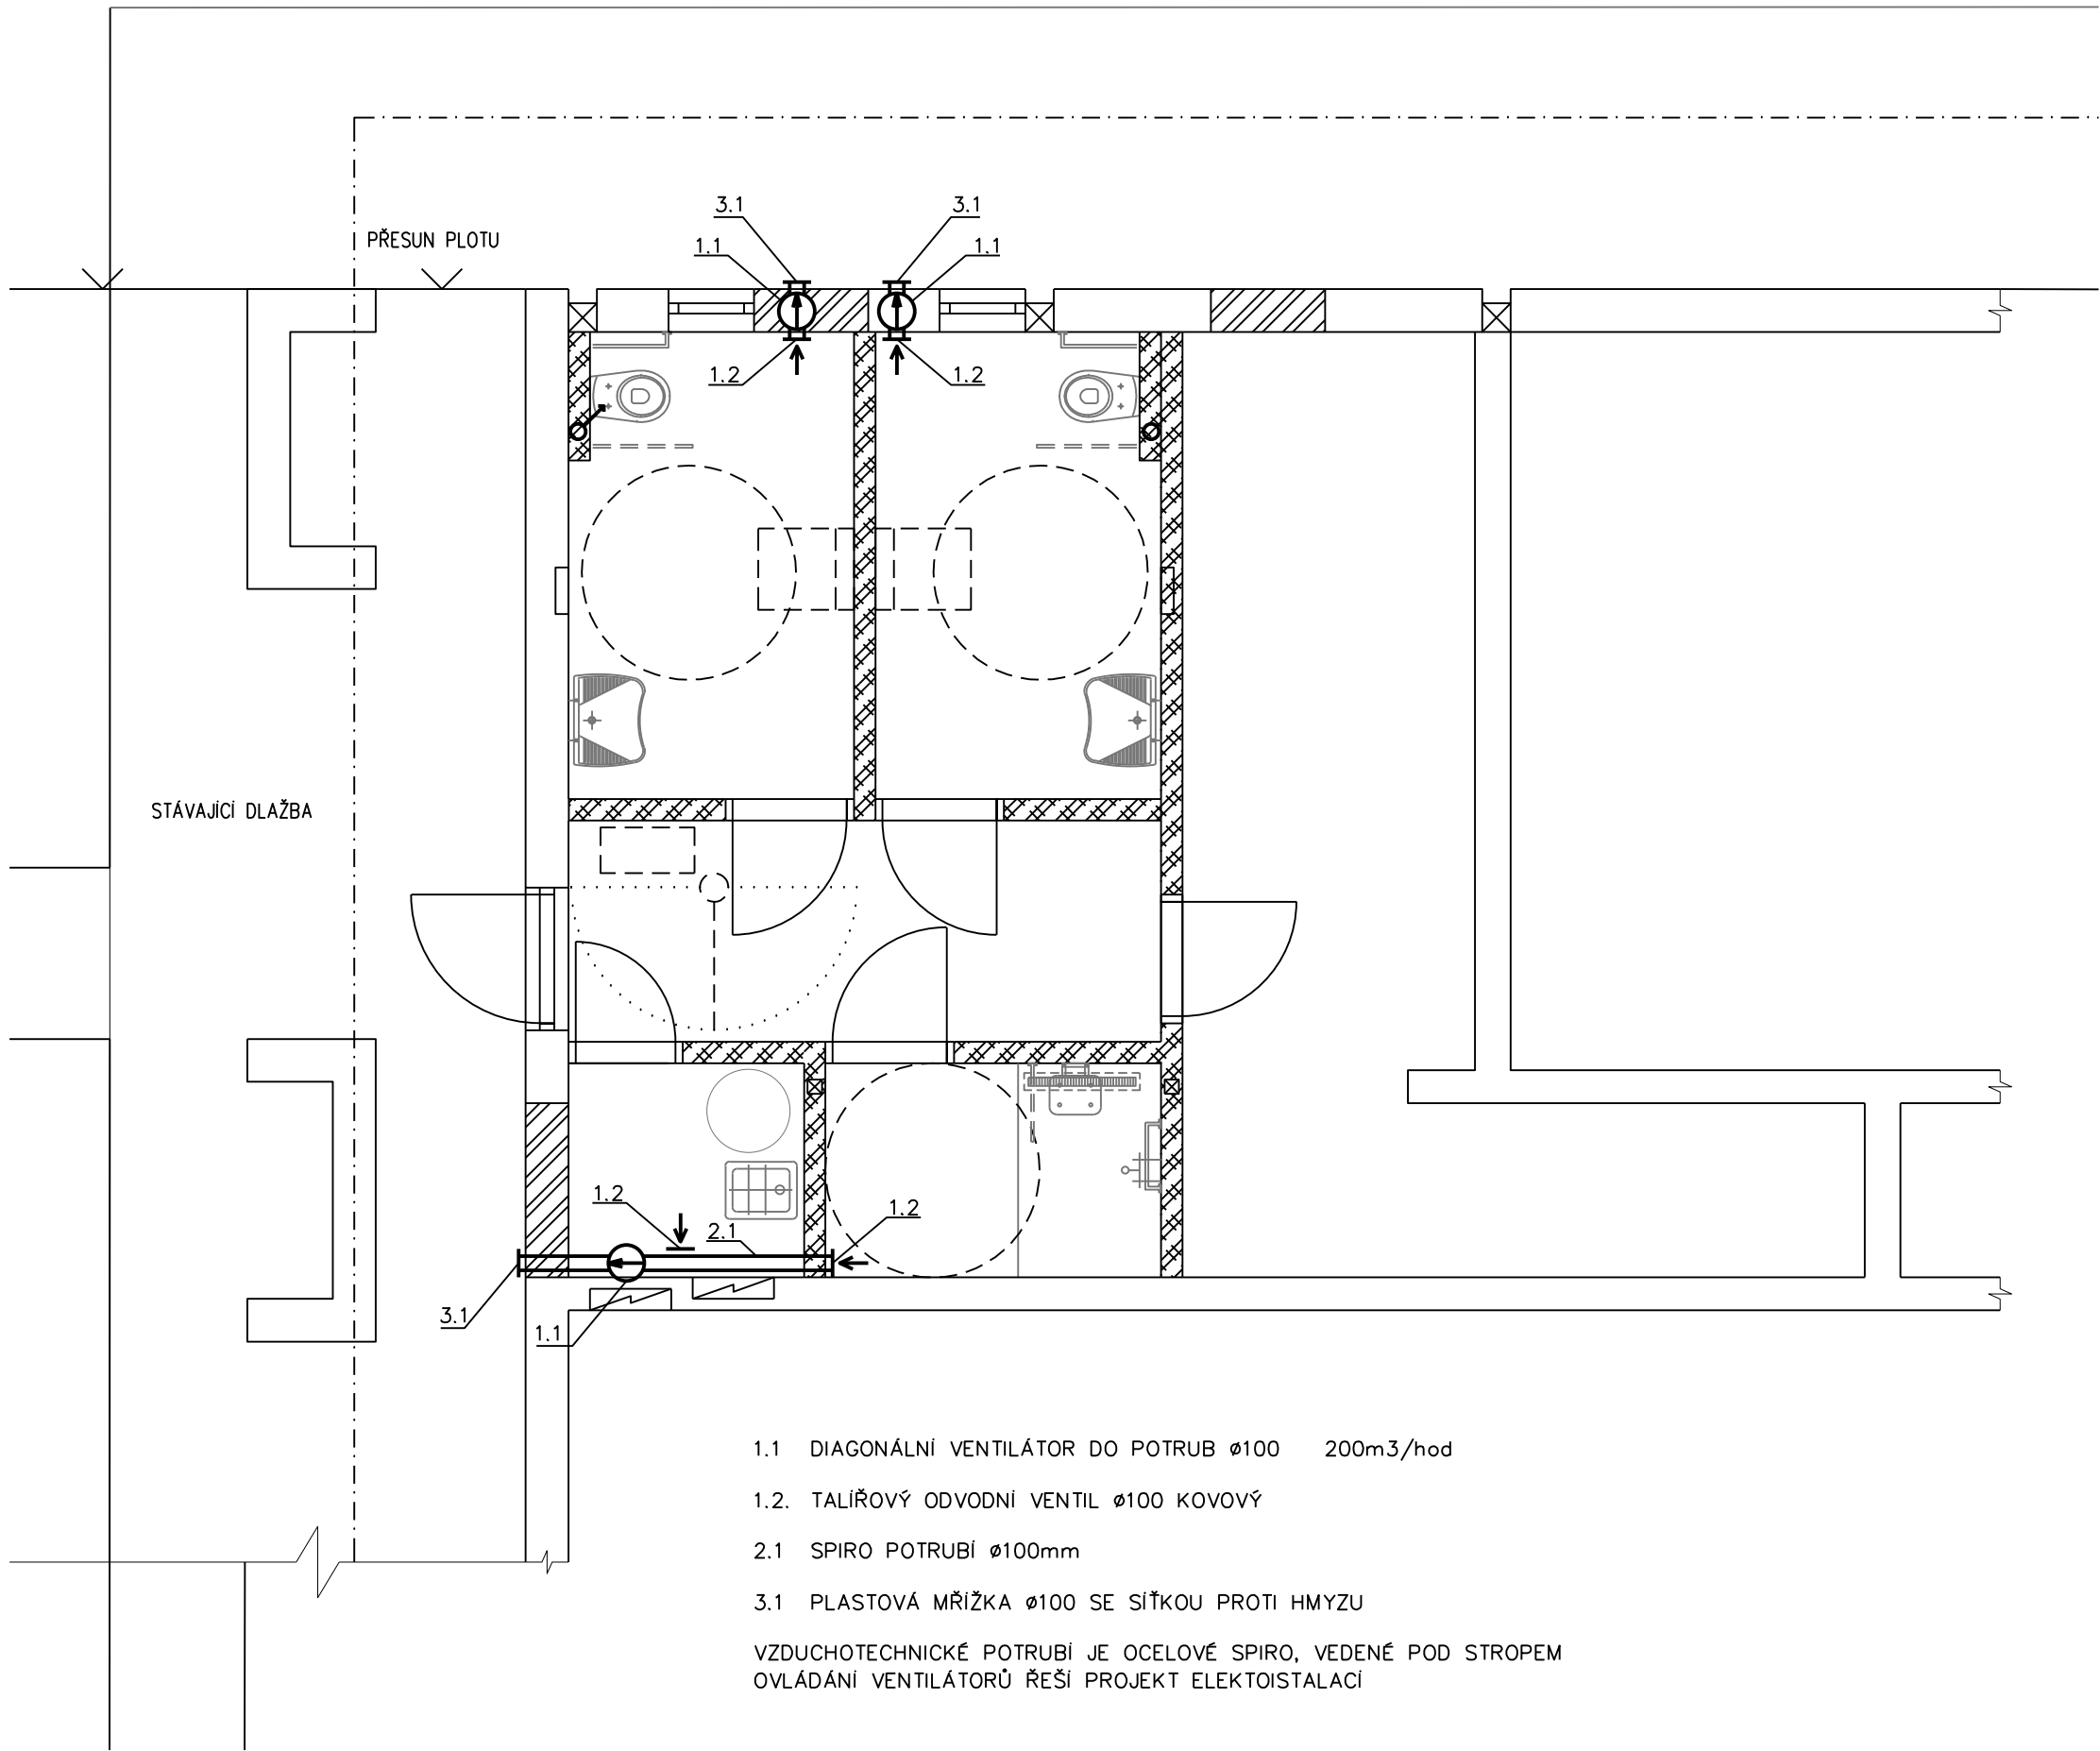 3.1
3.1
PŘESUN PLOTU
1.1
1.1
1.2
1.2
STÁVAJÍCÍ DLAŽBA
1.2
1.2
2.1
3.1
1.1
1.1 DIAGONÁLNÍ VENTILÁTOR DO POTRUB ø100 200m3/hod
1.2. TALÍŘOVÝ ODVODNÍ VENTIL ø100 KOVOVÝ
2.1 SPIRO POTRUBÍ ø100mm
3.1 PLASTOVÁ MŘÍŽKA ø100 SE SÍŤKOU PROTI HMYZU
VZDUCHOTECHNICKÉ POTRUBÍ JE OCELOVÉ SPIRO, VEDENÉ POD STROPEM
OVLÁDÁNÍ VENTILÁTORŮ ŘEŠÍ PROJEKT ELEKTOISTALACÍ